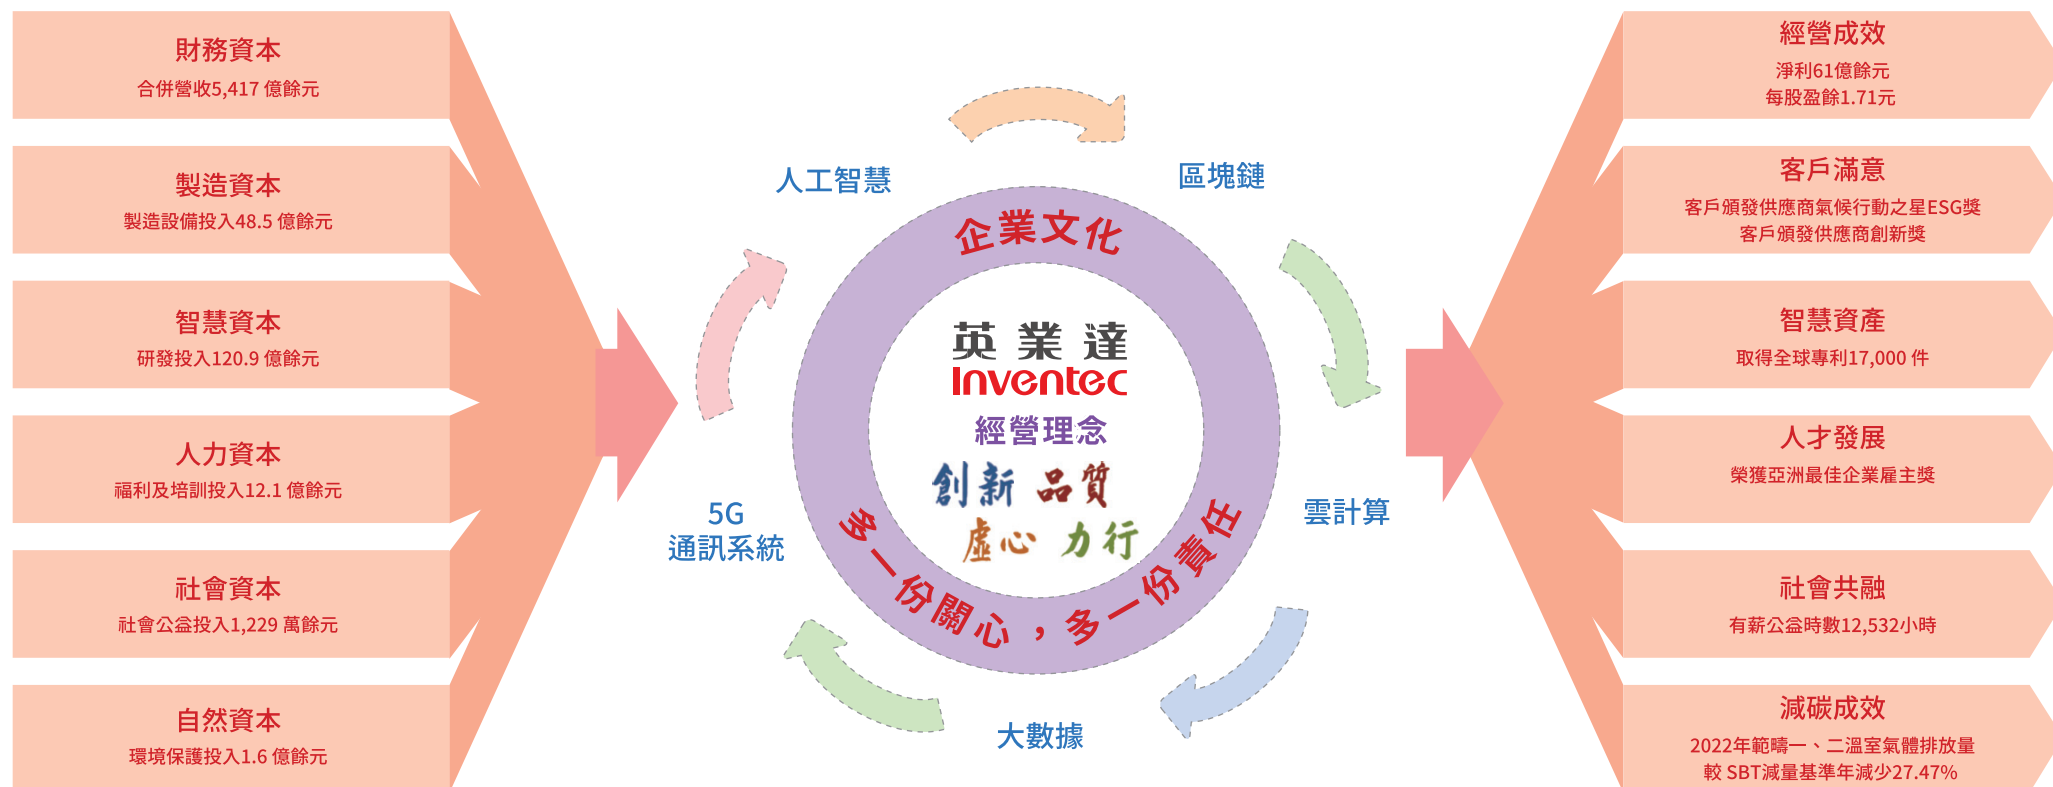 財務資本
合併營收5,417 億餘元
製造資本
製造設備投入48.5 億餘元
智慧資本
研發投入120.9 億餘元
人力資本
福利及培訓投入12.1 億餘元
社會資本
社會公益投入1,229 萬餘元
自然資本
環境保護投入1.6 億餘元
人工智慧
區塊鏈
雲計算
大數據
5G
通訊系統
企業文化
英業達
Inventec
經營理念
創新 品質
虛心 力行
多一份關心，多一份責任
經營成效
淨利61億餘元
每股盈餘1.71元
客戶滿意
客戶頒發供應商氣候行動之星ESG獎
客戶頒發供應商創新獎
智慧資產
取得全球專利17,000 件
人才發展
榮獲亞洲最佳企業雇主獎
社會共融
有薪公益時數12,532小時
減碳成效
2022年範疇一、二溫室氣體排放量
較 SBT減量基準年減少27.47%